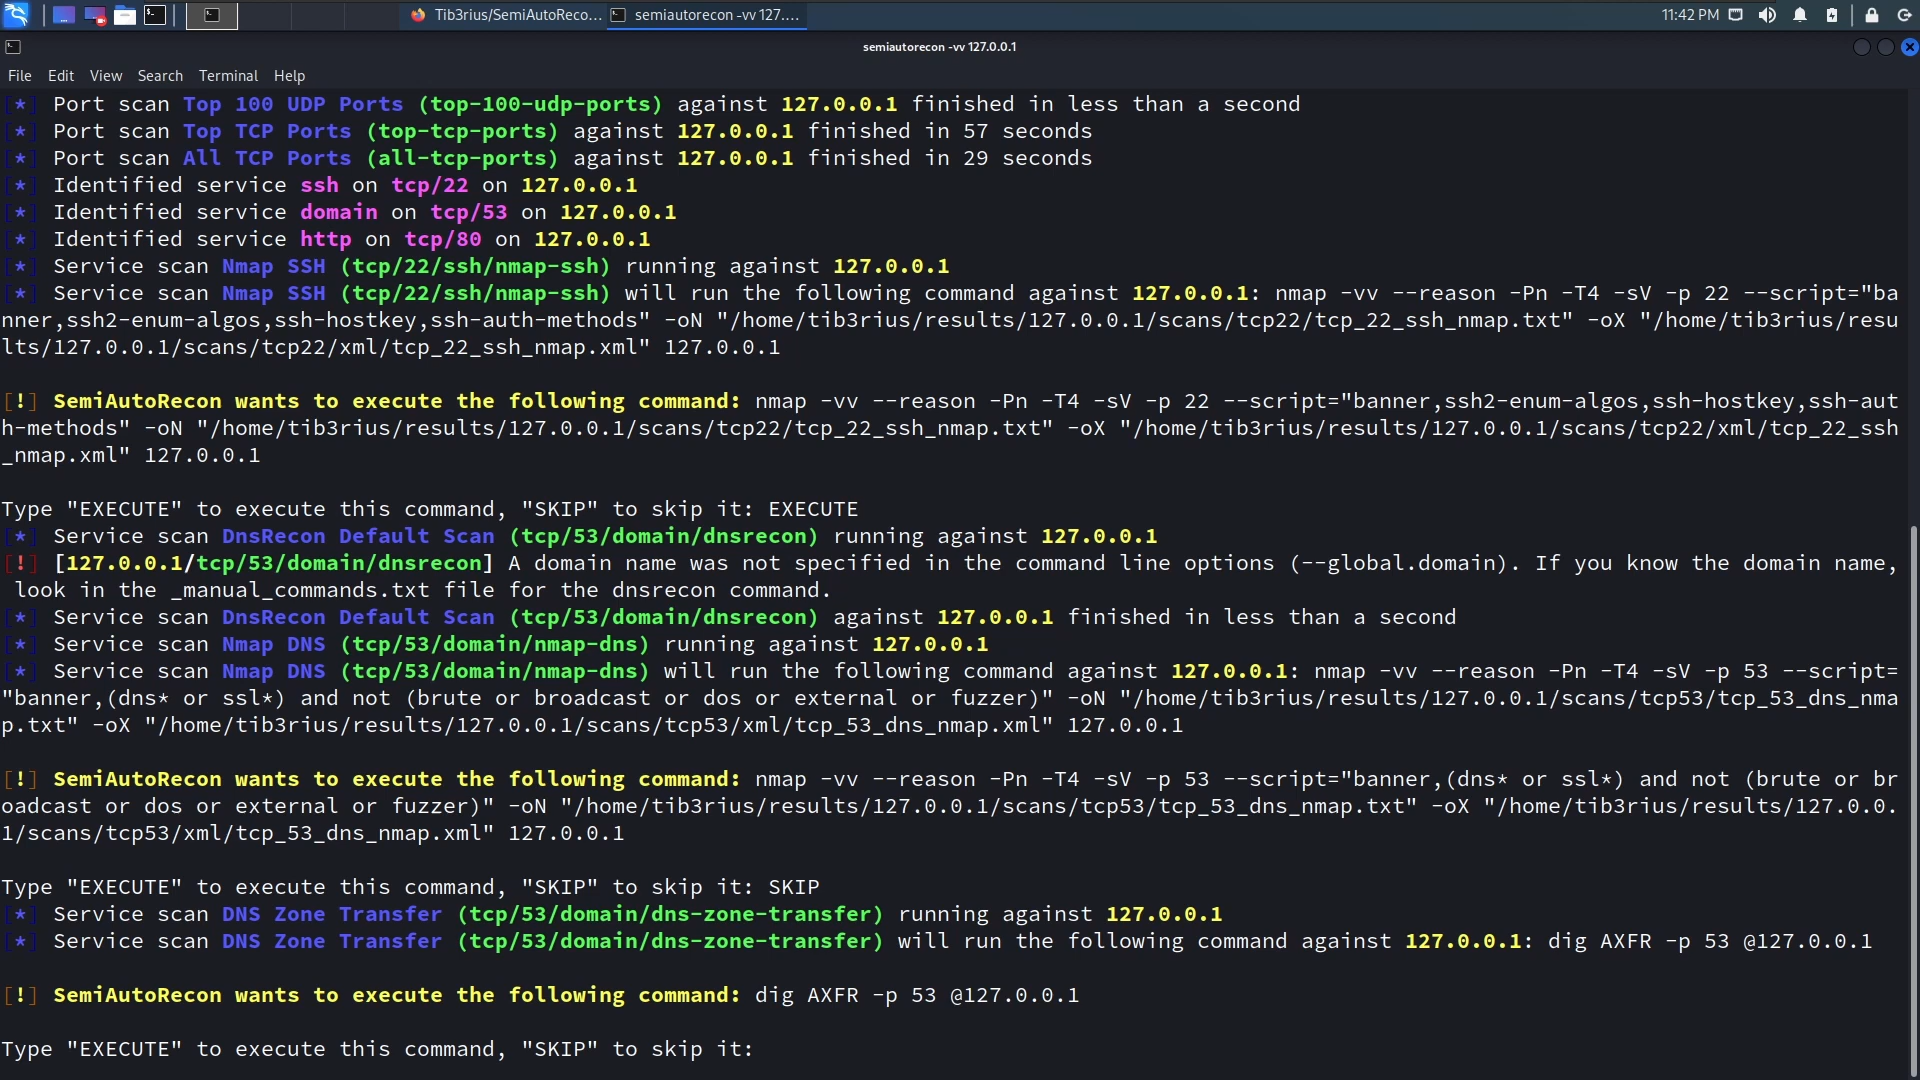 Tib3rius/SemiAutoReco... semiautorecon -vv 127.... 11:42 PM
semiautorecon -vv 127.0.0.1
File Edit View Search Terminal Help
[*] Port scan Top 100 UDP Ports (top-100-udp-ports) against 127.0.0.1 finished in less than a second
[*] Port scan Top TCP Ports (top-tcp-ports) against 127.0.0.1 finished in 57 seconds
[*] Port scan All TCP Ports (all-tcp-ports) against 127.0.0.1 finished in 29 seconds
[*] Identified service ssh on tcp/22 on 127.0.0.1
[*] Identified service domain on tcp/53 on 127.0.0.1
[*] Identified service http on tcp/80 on 127.0.0.1
[*] Service scan Nmap SSH (tcp/22/ssh/nmap-ssh) running against 127.0.0.1
[*] Service scan Nmap SSH (tcp/22/ssh/nmap-ssh) will run the following command against 127.0.0.1: nmap -vv --reason -Pn -T4 -sV -p 22 --script="ba
nner,ssh2-enum-algos,ssh-hostkey,ssh-auth-methods" -oN "/home/tib3rius/results/127.0.0.1/scans/tcp22/tcp_22_ssh_nmap.txt" -oX "/home/tib3rius/resu
lts/127.0.0.1/scans/tcp22/xml/tcp_22_ssh_nmap.xml" 127.0.0.1
[!] SemiAutoRecon wants to execute the following command: nmap -vv --reason -Pn -T4 -sV -p 22 --script="banner,ssh2-enum-algos,ssh-hostkey,ssh-aut
h-methods" -oN "/home/tib3rius/results/127.0.0.1/scans/tcp22/tcp_22_ssh_nmap.txt" -oX "/home/tib3rius/results/127.0.0.1/scans/tcp22/xml/tcp_22_ssh
_nmap.xml" 127.0.0.1
Type "EXECUTE" to execute this command, "SKIP" to skip it: EXECUTE
[*] Service scan DnsRecon Default Scan (tcp/53/domain/dnsrecon) running against 127.0.0.1
[!] [127.0.0.1/tcp/53/domain/dnsrecon] A domain name was not specified in the command line options (--global.domain). If you know the domain name,
look in the _manual_commands.txt file for the dnsrecon command.
[*] Service scan DnsRecon Default Scan (tcp/53/domain/dnsrecon) against 127.0.0.1 finished in less than a second
[*] Service scan Nmap DNS (tcp/53/domain/nmap-dns) running against 127.0.0.1
[*] Service scan Nmap DNS (tcp/53/domain/nmap-dns) will run the following command against 127.0.0.1: nmap -vv --reason -Pn -T4 -sV -p 53 --script=
"banner,(dns* or ssl*) and not (brute or broadcast or dos or external or fuzzer)" -oN "/home/tib3rius/results/127.0.0.1/scans/tcp53/tcp_53_dns_nma
p.txt" -oX "/home/tib3rius/results/127.0.0.1/scans/tcp53/xml/tcp_53_dns_nmap.xml" 127.0.0.1
[!] SemiAutoRecon wants to execute the following command: nmap -vv --reason -Pn -T4 -sV -p 53 --script="banner,(dns* or ssl*) and not (brute or br
oadcast or dos or external or fuzzer)" -oN "/home/tib3rius/results/127.0.0.1/scans/tcp53/tcp_53_dns_nmap.txt" -oX "/home/tib3rius/results/127.0.0.
1/scans/tcp53/xml/tcp_53_dns_nmap.xml" 127.0.0.1
Type "EXECUTE" to execute this command, "SKIP" to skip it: SKIP
[*] Service scan DNS Zone Transfer (tcp/53/domain/dns-zone-transfer) running against 127.0.0.1
[*] Service scan DNS Zone Transfer (tcp/53/domain/dns-zone-transfer) will run the following command against 127.0.0.1: dig AXFR -p 53 @127.0.0.1
[!] SemiAutoRecon wants to execute the following command: dig AXFR -p 53 @127.0.0.1
Type "EXECUTE" to execute this command, "SKIP" to skip it: